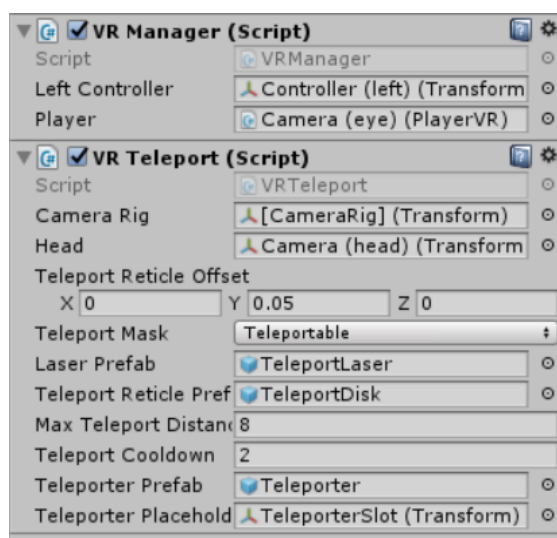 VR Manager (Script)
Script VRManager
Left Controller Controller (left) (Transform
Player Camera (eye) (PlayerVR)
VR Teleport (Script)
Script VRTeleport
Camera Rig [CameraRig] (Transform)
Head Camera (head) (Transform
Teleport Reticle Offset
X 0 Y 0.05 Z 0
Teleport Mask Teleportable
Laser Prefab TeleportLaser
Teleport Reticle Pref TeleportDisk
Max Teleport Distanc 8
Teleport Cooldown 2
Teleporter Prefab Teleporter
Teleporter Placehold TeleporterSlot (Transform)